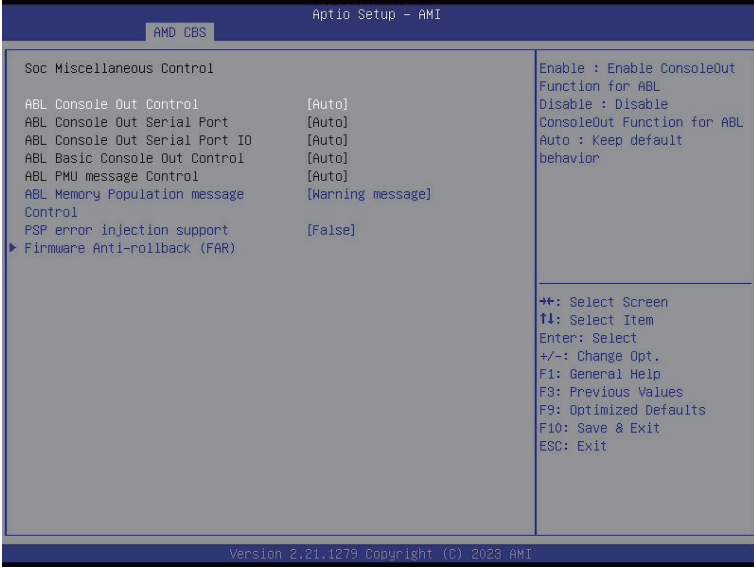 Aptio Setup - AMI
AMD CBS
Soc Miscellaneous Control
ABL Console Out Control [Auto]
ABL Console Out Serial Port [Auto]
ABL Console Out Serial Port IO [Auto]
ABL Basic Console Out Control [Auto]
ABL PMU message Control [Auto]
ABL Memory Population message [Warning message]
Control
PSP error injection support [False]
▶ Firmware Anti-rollback (FAR)
Enable : Enable ConsoleOut
Function for ABL
Disable : Disable
ConsoleOut Function for ABL
Auto : Keep default
behavior
→←: Select Screen
↑↓: Select Item
Enter: Select
+/-: Change Opt.
F1: General Help
F3: Previous Values
F9: Optimized Defaults
F10: Save & Exit
ESC: Exit
Version 2.21.1279 Copyright (C) 2023 AMI